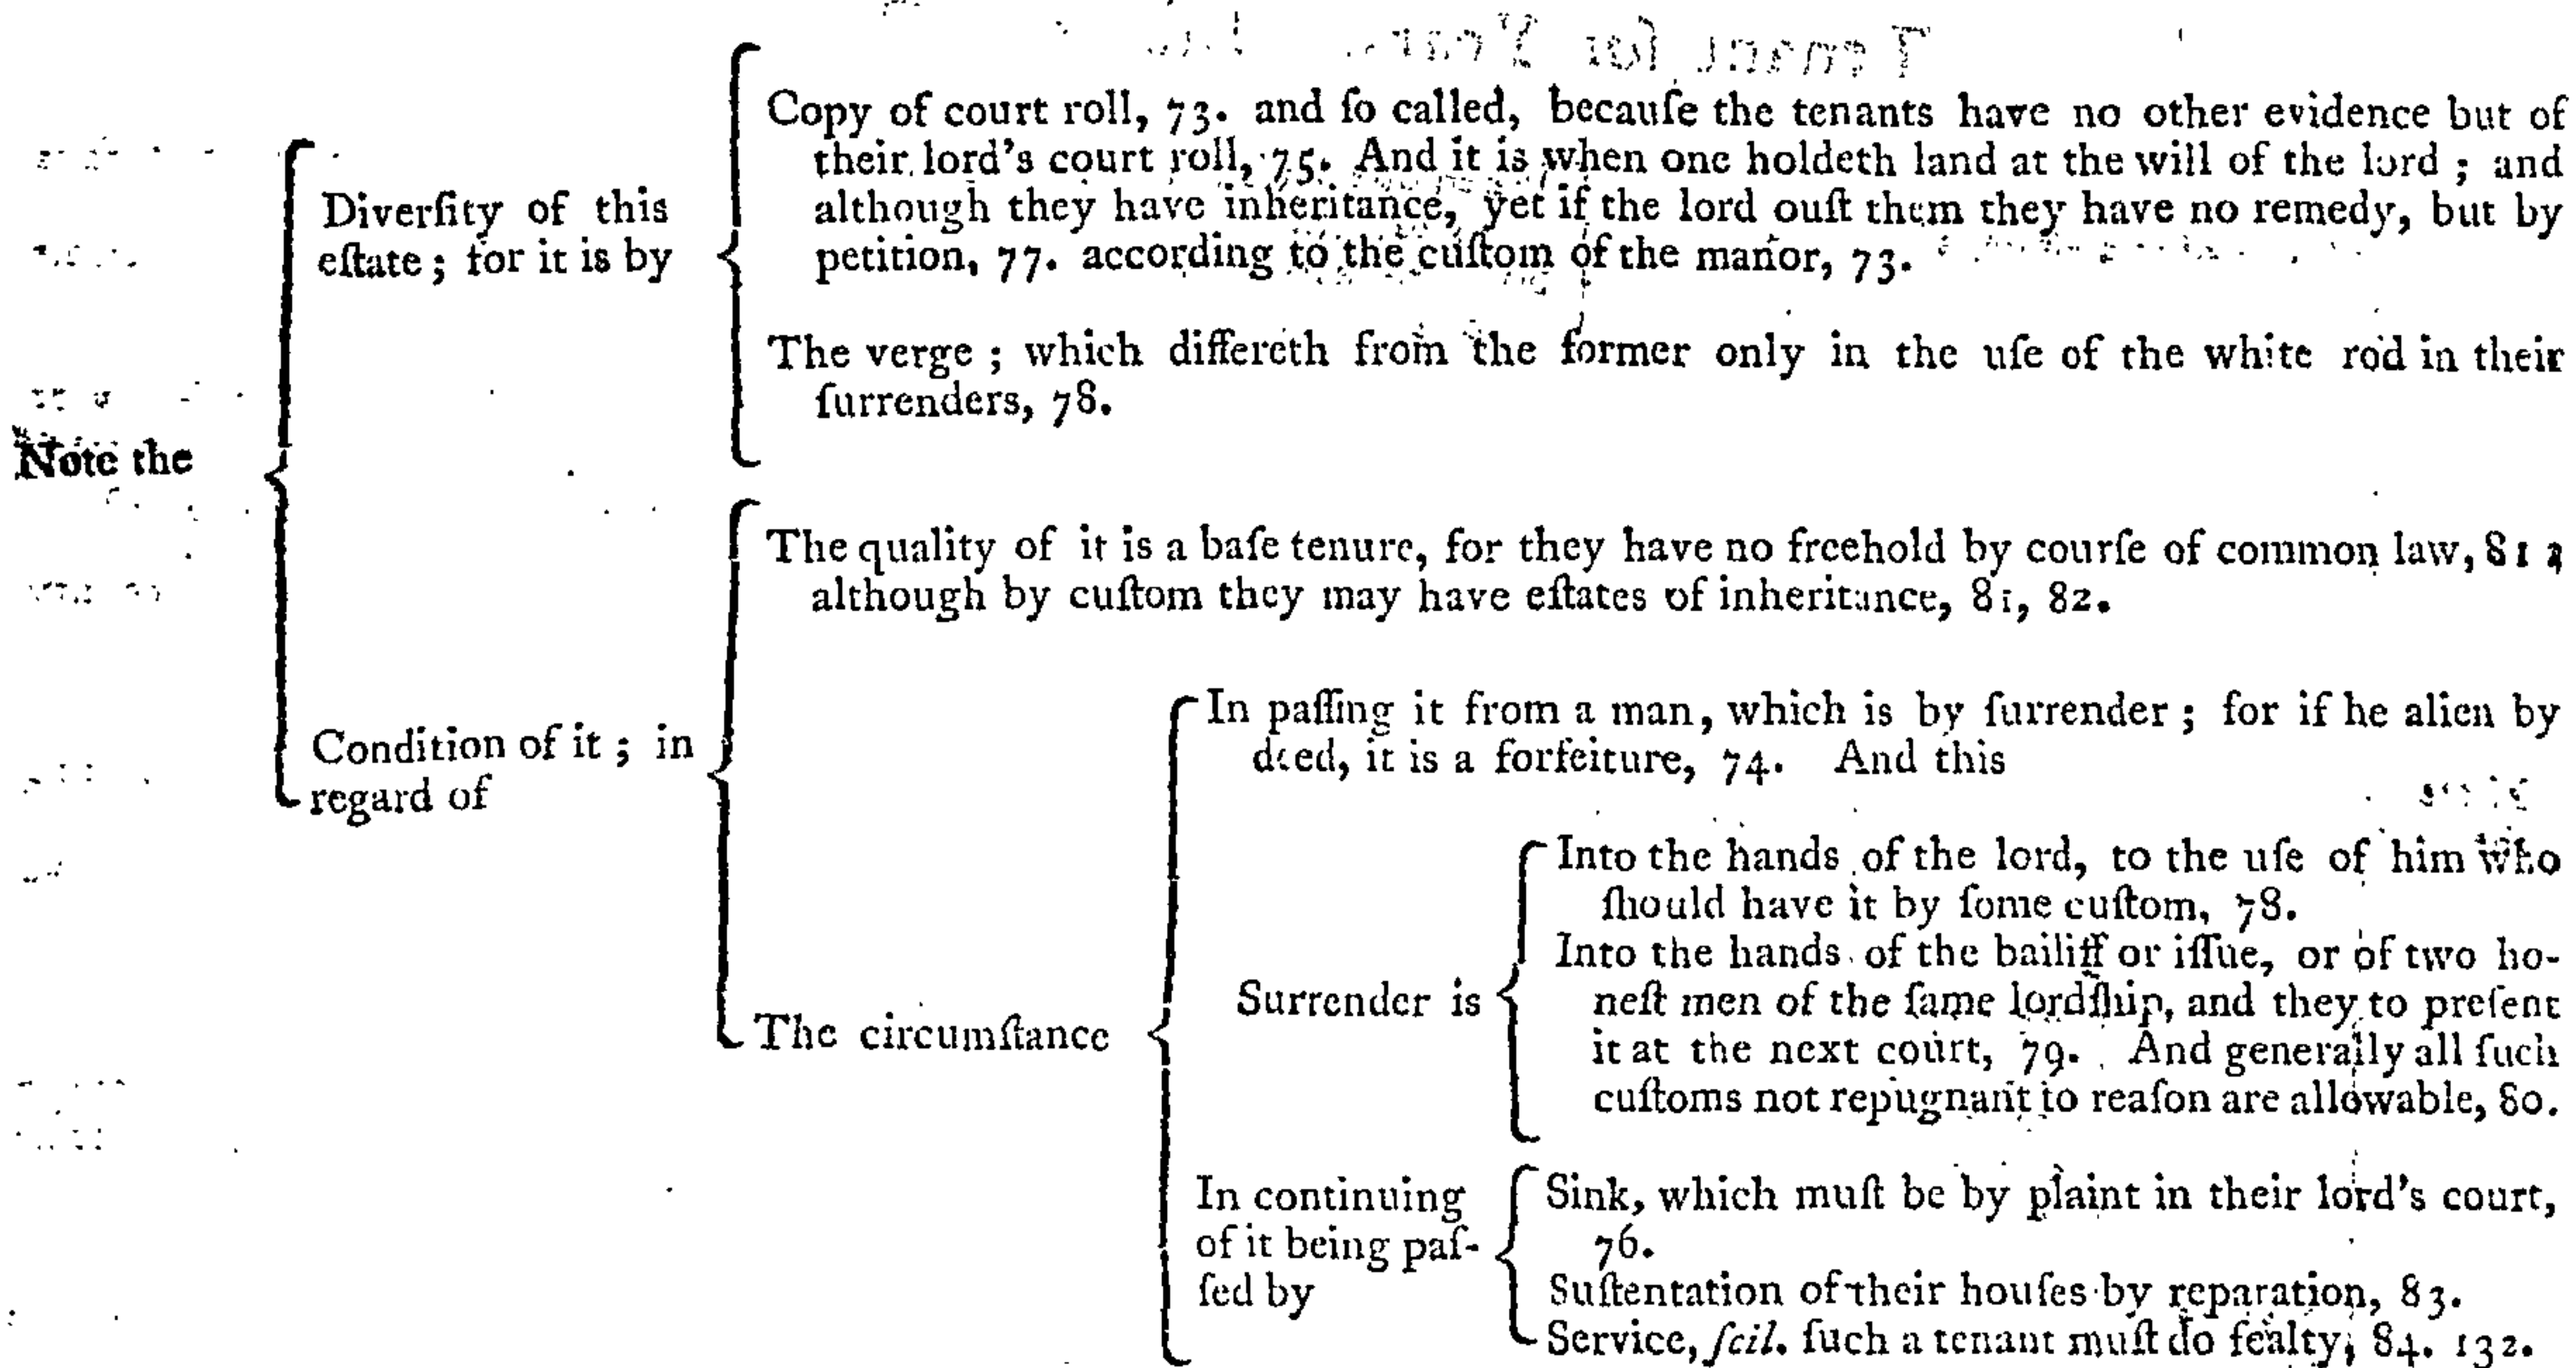 Copy of court roll, 73. and ſo called, becauſe the tenants have no other evidence but of
their lord's court roll, 75. And it is when one holdeth land at the will of the lord ; and
although they have inheritance, yet if the lord ouſt them they have no remedy, but by
petition, 77. according to the cuſtom of the manor, 73.
Diverſity of this
eſtate ; for it is by
The verge ; which differeth from the former only in the uſe of the white rod in their
ſurrenders, 78.
Note the
The quality of it is a baſe tenure, for they have no freehold by courſe of common law, 81
although by cuſtom they may have eſtates of inheritance, 81, 82.
Condition of it ; in
regard of
In paſſing it from a man, which is by ſurrender ; for if he alien by
deed, it is a forfeiture, 74. And this
Into the hands of the lord, to the uſe of him who
ſhould have it by ſome cuſtom, 78.
Surrender is
Into the hands of the bailiff or iſſue, or of two ho-
neſt men of the ſame lordſhip, and they to preſent
it at the next court, 79. And generally all ſuch
cuſtoms not repugnant to reaſon are allowable, 80.
The circumſtance
In continuing
of it being paſ-
ſed by
Sink, which muſt be by plaint in their lord's court,
76.
Suſtentation of their houſes by reparation, 83.
Service, ſcil. ſuch a tenant muſt do fealty, 84. 132.